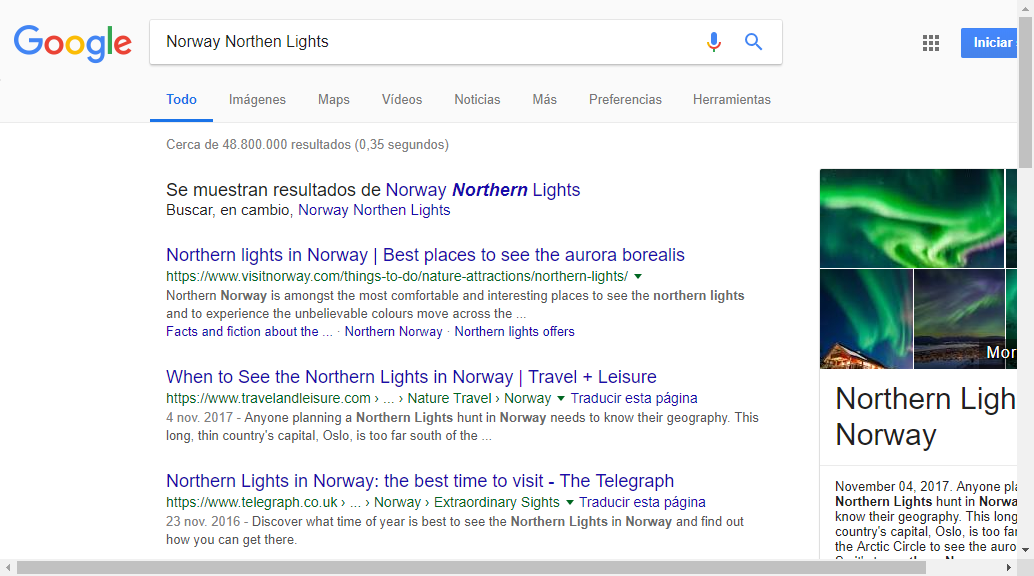 Google
Norway Northen Lights
Iniciar
Todo Imágenes Maps Vídeos Noticias Más Preferencias Herramientas
Cerca de 48.800.000 resultados (0,35 segundos)
Se muestran resultados de Norway Northern Lights
Buscar, en cambio, Norway Northen Lights
Northern lights in Norway | Best places to see the aurora borealis
https://www.visitnorway.com/things-to-do/nature-attractions/northern-lights/
Northern Norway is amongst the most comfortable and interesting places to see the northern lights
and to experience the unbelievable colours move across the ...
Facts and fiction about the ... · Northern Norway · Northern lights offers
When to See the Northern Lights in Norway | Travel + Leisure
https://www.travelandleisure.com › ... › Nature Travel › Norway Traducir esta página
4 nov. 2017 - Anyone planning a Northern Lights hunt in Norway needs to know their geography. This
long, thin country's capital, Oslo, is too far south of the ...
Northern Lights in Norway: the best time to visit - The Telegraph
https://www.telegraph.co.uk › ... › Norway › Extraordinary Sights Traducir esta página
23 nov. 2016 - Discover what time of year is best to see the Northern Lights in Norway and find out
how you can get there.
Mor
Northern Ligh
Norway
November 04, 2017. Anyone pla
Northern Lights hunt in Norwa
know their geography. This long
country's capital, Oslo, is too far
the Arctic Circle to see the auro